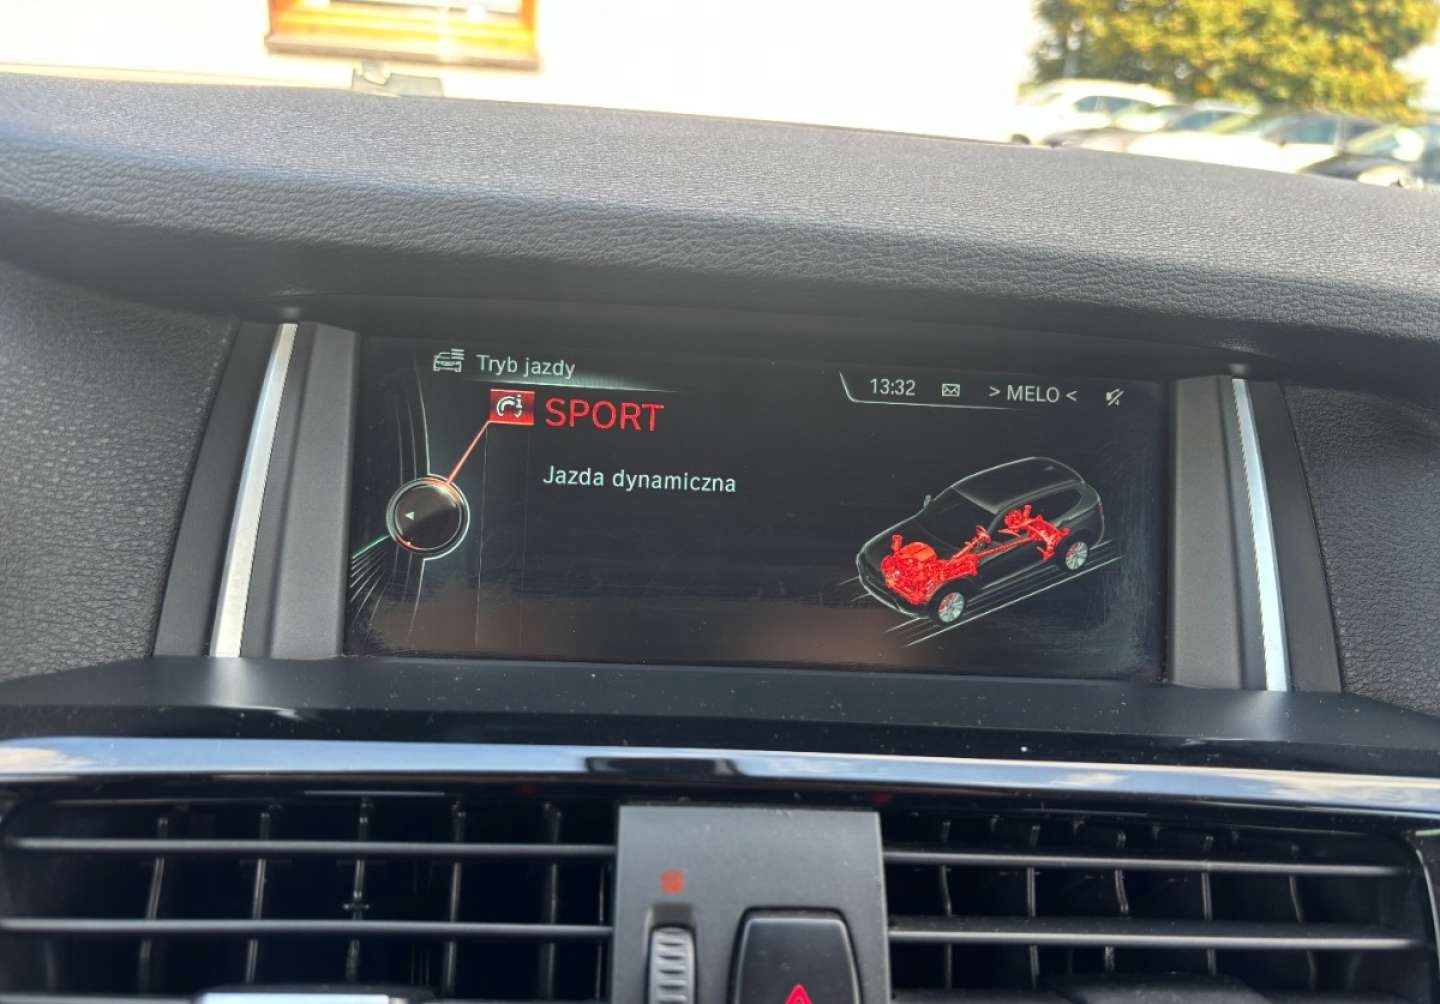 Tryb jazdy
13:32 > MELO <
SPORT
Jazda dynamiczna